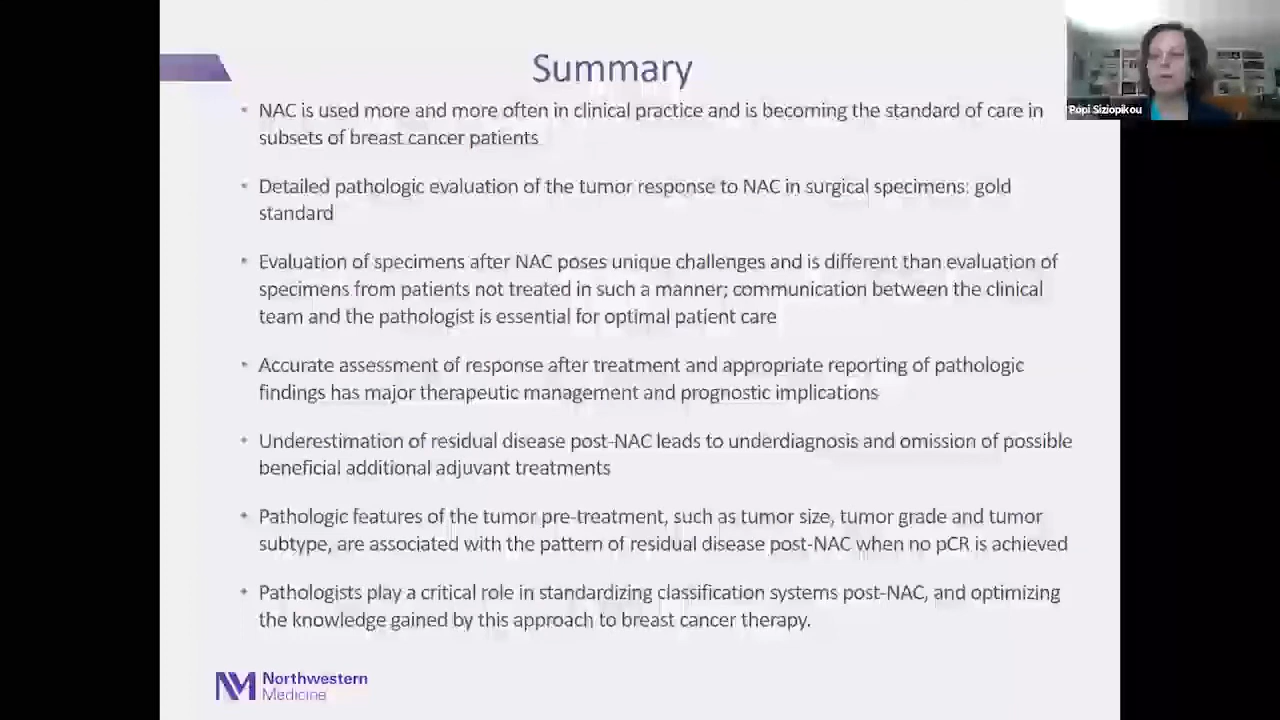 Summary
• NAC is used more and more often in clinical practice and is becoming the standard of care in
subsets of breast cancer patients
• Detailed pathologic evaluation of the tumor response to NAC in surgical specimens: gold
standard
• Evaluation of specimens after NAC poses unique challenges and is different than evaluation of
specimens from patients not treated in such a manner; communication between the clinical
team and the pathologist is essential for optimal patient care
• Accurate assessment of response after treatment and appropriate reporting of pathologic
findings has major therapeutic management and prognostic implications
• Underestimation of residual disease post-NAC leads to underdiagnosis and omission of possible
beneficial additional adjuvant treatments
• Pathologic features of the tumor pre-treatment, such as tumor size, tumor grade and tumor
subtype, are associated with the pattern of residual disease post-NAC when no pCR is achieved
• Pathologists play a critical role in standardizing classification systems post-NAC, and optimizing
the knowledge gained by this approach to breast cancer therapy.
NM Northwestern
Medicine
Popi Siziopikou